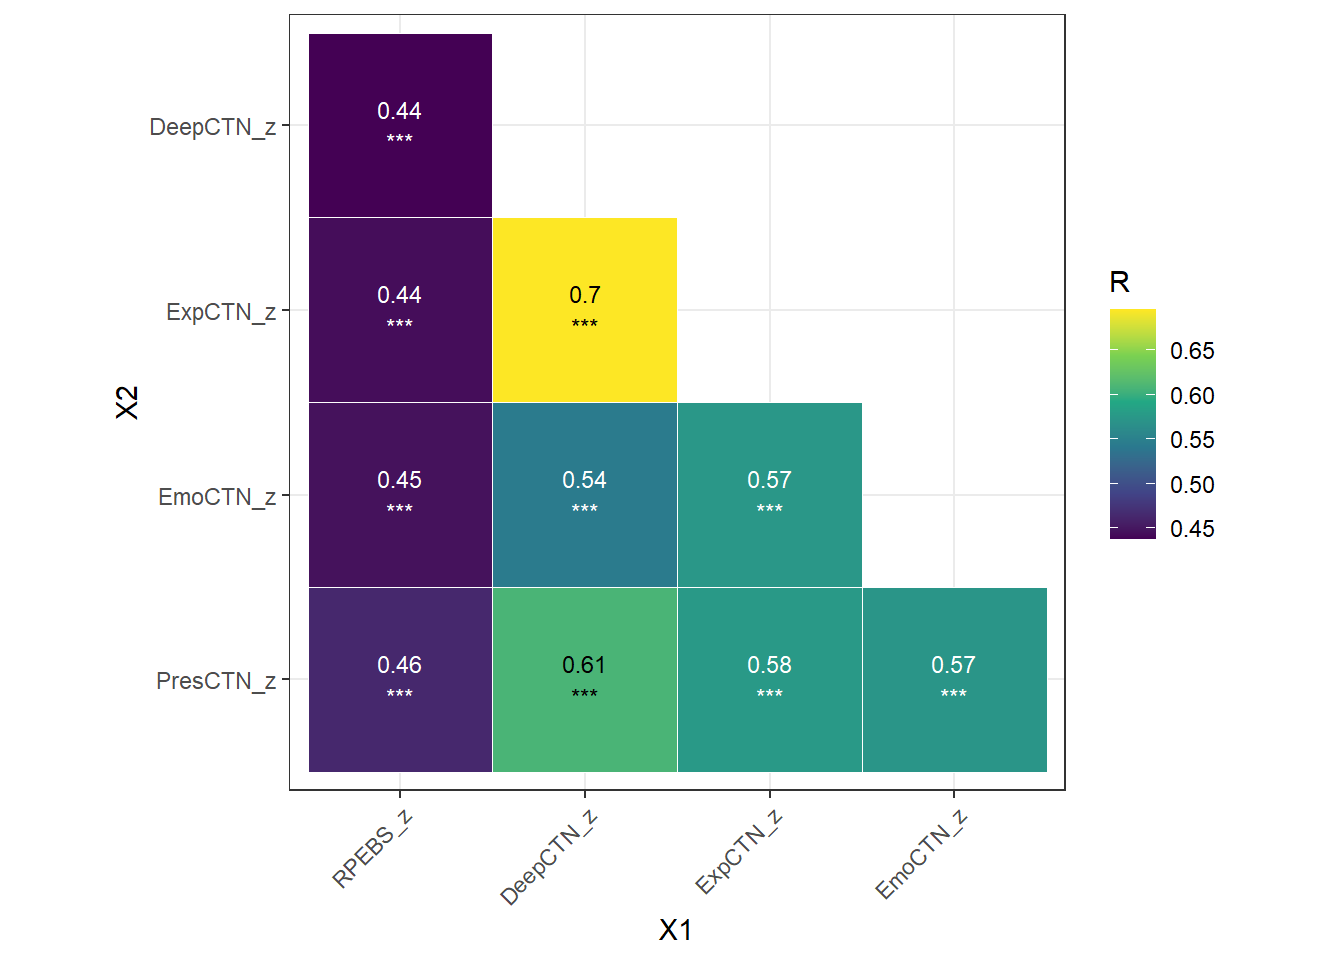 DeepCTN_z
0.44
***
ExpCTN_z
0.44
***
0.7
***
EmoCTN_z
0.45
***
0.54
***
0.57
***
PresCTN_z
0.46
***
0.61
***
0.58
***
0.57
***
X2
RPEBS_z
DeepCTN_z
ExpCTN_z
EmoCTN_z
X1
R
0.65
0.60
0.55
0.50
0.45